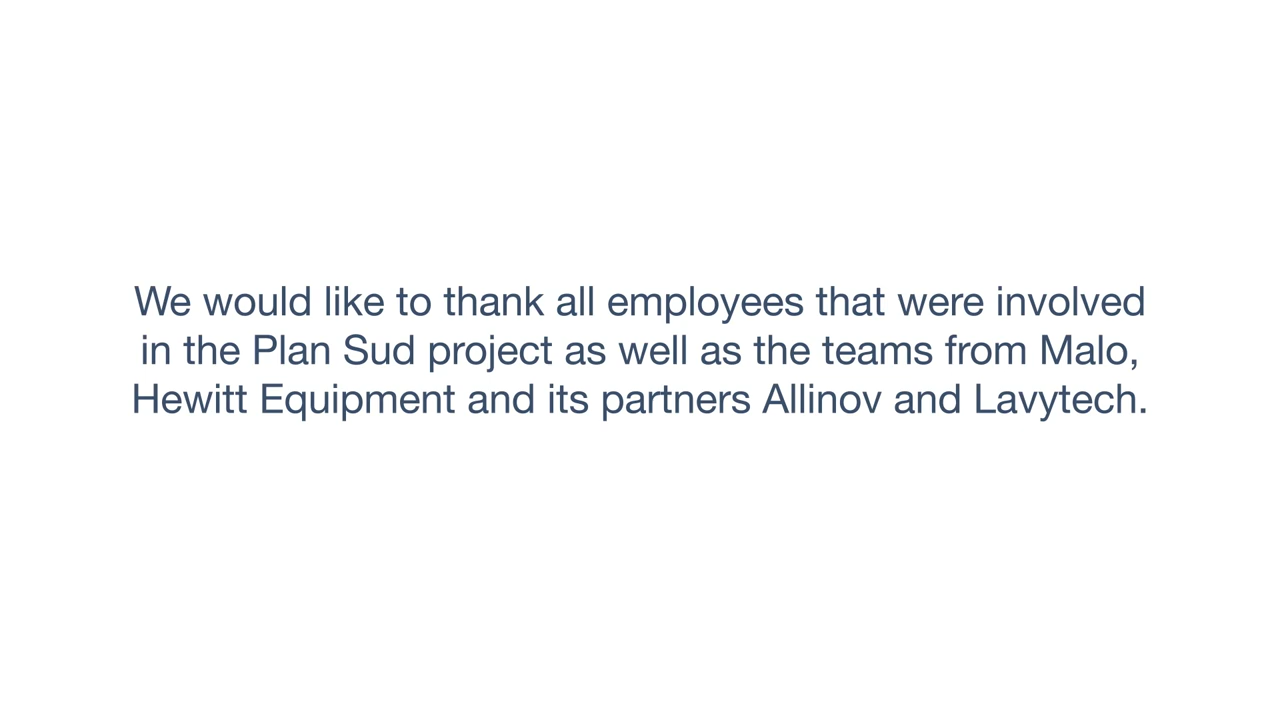 We would like to thank all employees that were involved
in the Plan Sud project as well as the teams from Malo,
Hewitt Equipment and its partners Allinov and Lavytech.